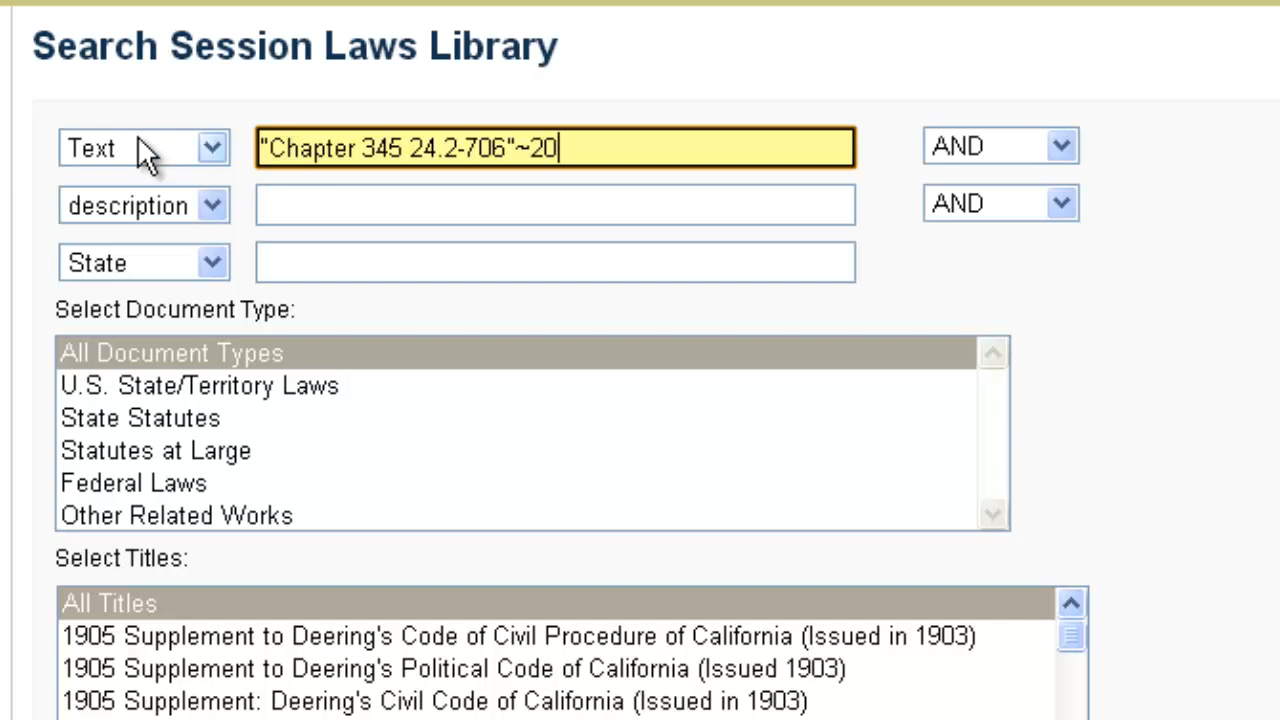 Search Session Laws Library
Text "Chapter 345 24.2-706"~20 AND
description AND
State
Select Document Type:
All Document Types
U.S. State/Territory Laws
State Statutes
Statutes at Large
Federal Laws
Other Related Works
Select Titles:
All Titles
1905 Supplement to Deering's Code of Civil Procedure of California (Issued in 1903)
1905 Supplement to Deering's Political Code of California (Issued 1903)
1905 Supplement: Deering's Civil Code of California (Issued in 1903)